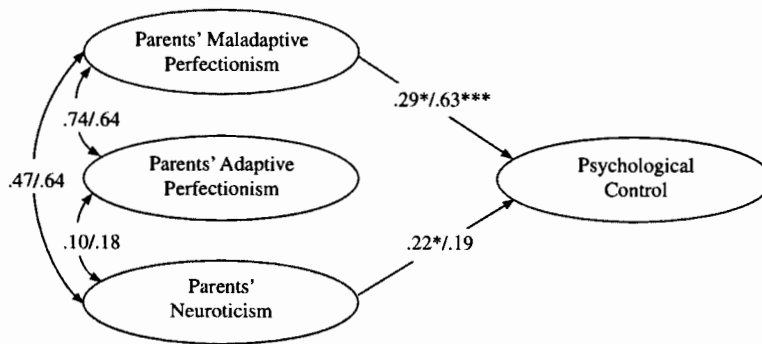 Parents' Maladaptive
Perfectionism
.29*/.63***
.74/.64
Parents' Adaptive
Perfectionism
Psychological
Control
.47/.64
.10/.18
.22*/.19
Parents'
Neuroticism